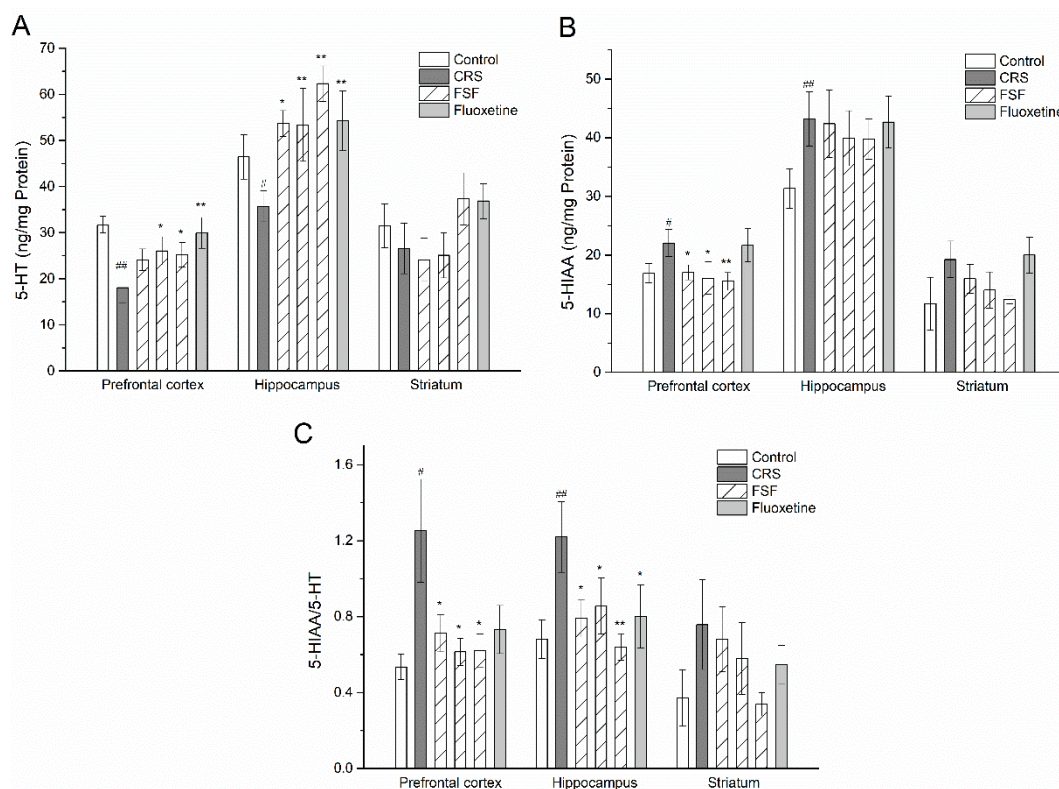 A
70
60
50
40
30
20
10
0
5-HT (ng/mg Protein)
Control
CRS
FSF
Fluoxetine
##
*
*
**
#
*
**
**
**
Prefrontal cortex
Hippocampus
Striatum
B
50
40
30
20
10
0
5-HIAA (ng/mg Protein)
Control
CRS
FSF
Fluoxetine
#
*
*
**
##
Prefrontal cortex
Hippocampus
Striatum
C
1.6
1.2
0.8
0.4
0.0
5-HIAA/5-HT
Control
CRS
FSF
Fluoxetine
#
*
*
*
##
*
*
**
*
Prefrontal cortex
Hippocampus
Striatum